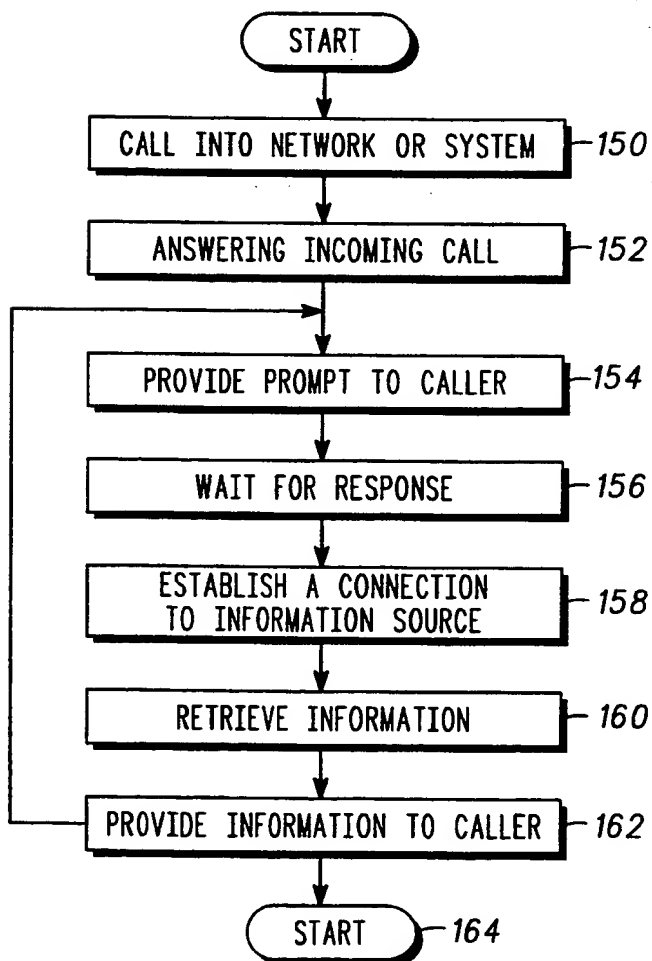 START
CALL INTO NETWORK OR SYSTEM 150
ANSWERING INCOMING CALL 152
PROVIDE PROMPT TO CALLER 154
WAIT FOR RESPONSE 156
ESTABLISH A CONNECTION
TO INFORMATION SOURCE 158
RETRIEVE INFORMATION 160
PROVIDE INFORMATION TO CALLER 162
START 164